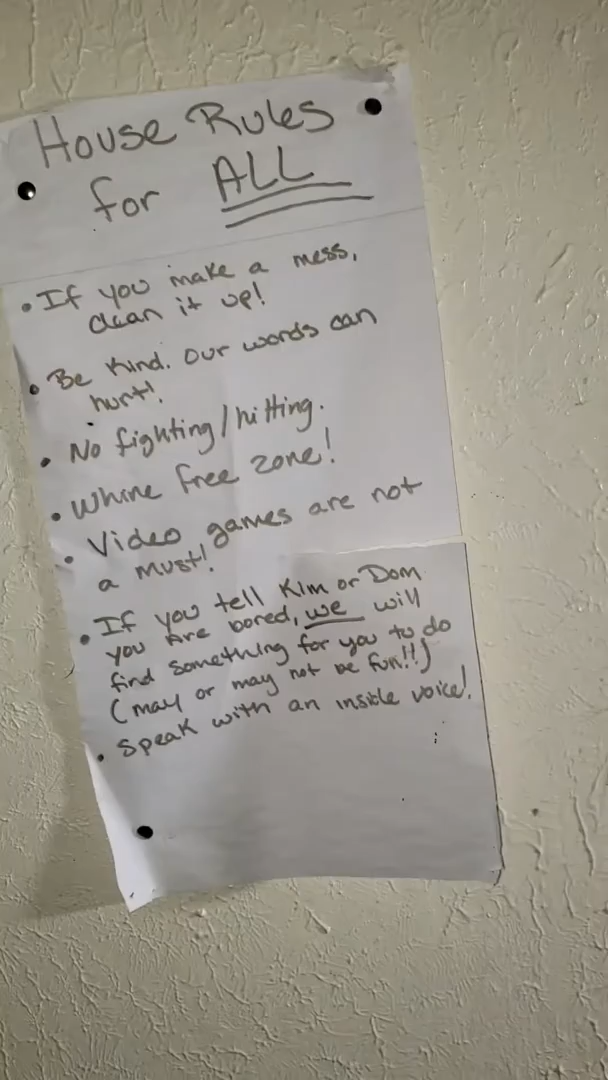 House Rules
for ALL
• If you make a mess,
clean it up!
• Be kind. Our words can
hurt!
• No fighting/hitting.
• Whine free zone!
• Video games are not
a must!
• If you tell Kim or Dom
you are bored, we will
find something for you to do
(may or may not be fun!!)
• Speak with an inside voice!